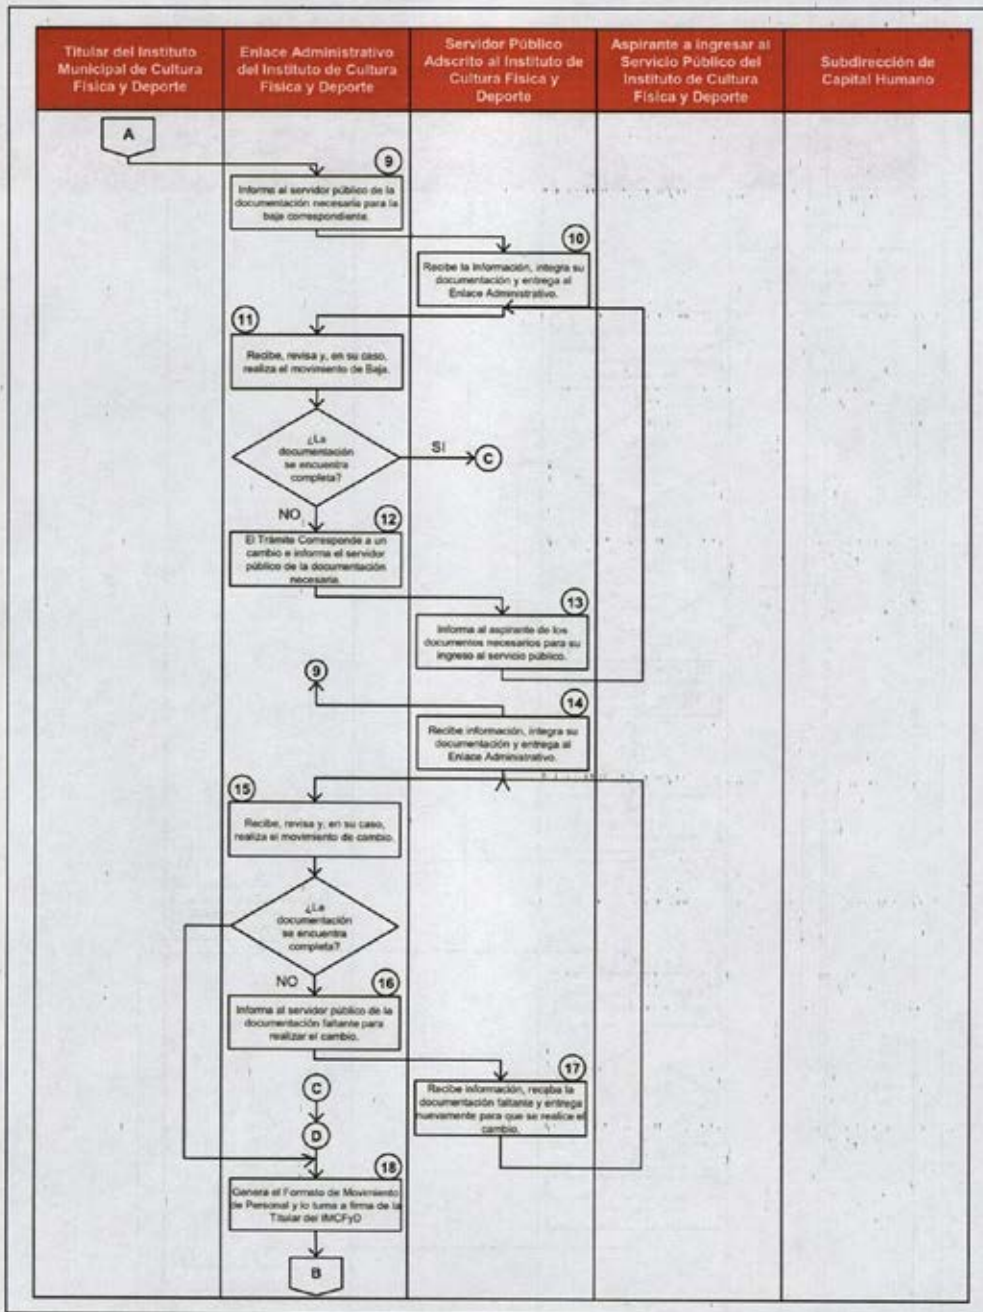 Titular del Instituto
Municipal de Cultura
Física y Deporte
Enlace Administrativo
del Instituto de Cultura
Física y Deporte
Servidor Público
Adscrito al Instituto de
Cultura Física y
Deporte
Aspirante a ingresar al
Servicio Público del
Instituto de Cultura
Física y Deporte
Subdirección de
Capital Humano
A
9
Informa al servidor público de la
documentación necesaria para la
baja correspondiente.
10
Recibe la información, integra su
documentación y entrega al
Enlace Administrativo.
11
Recibe, revisa y, en su caso,
realiza el movimiento de Baja.
¿La
documentación
se encuentra
completa?
SI
C
NO
12
El Trámite Corresponde a un
cambio e informa el servidor
público de la documentación
necesaria.
13
Informa al aspirante de los
documentos necesarios para su
ingreso al servicio público.
9
14
Recibe información, integra su
documentación y entrega al
Enlace Administrativo.
15
Recibe, revisa y, en su caso,
realiza el movimiento de cambio.
¿La
documentación
se encuentra
completa?
NO
16
Informa al servidor público de la
documentación faltante para
realizar el cambio.
17
Recibe información, recaba la
documentación faltante y entrega
nuevamente para que se realice el
cambio.
C
D
18
Genera el Formato de Movimiento
de Personal y lo turna a firma de la
Titular del IMCFyD
B